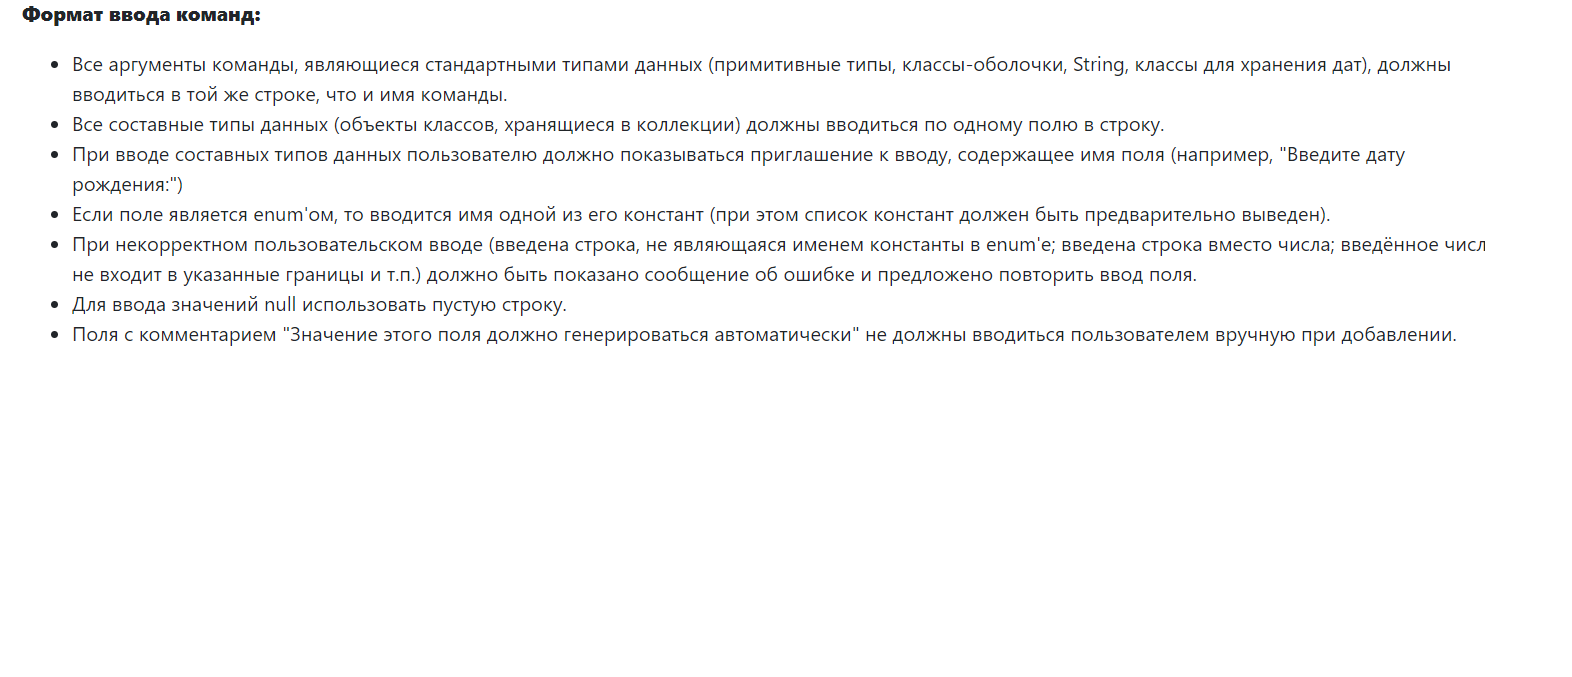 Формат ввода команд:
Все аргументы команды, являющиеся стандартными типами данных (примитивные типы, классы-оболочки, String, классы для хранения дат), должны
вводиться в той же строке, что и имя команды.
Все составные типы данных (объекты классов, хранящиеся в коллекции) должны вводиться по одному полю в строку.
При вводе составных типов данных пользователю должно показываться приглашение к вводу, содержащее имя поля (например, "Введите дату
рождения:")
Если поле является enum'ом, то вводится имя одной из его констант (при этом список констант должен быть предварительно выведен).
При некорректном пользовательском вводе (введена строка, не являющаяся именем константы в enum'е; введена строка вместо числа; введённое числ
не входит в указанные границы и т.п.) должно быть показано сообщение об ошибке и предложено повторить ввод поля.
Для ввода значений null использовать пустую строку.
Поля с комментарием "Значение этого поля должно генерироваться автоматически" не должны вводиться пользователем вручную при добавлении.